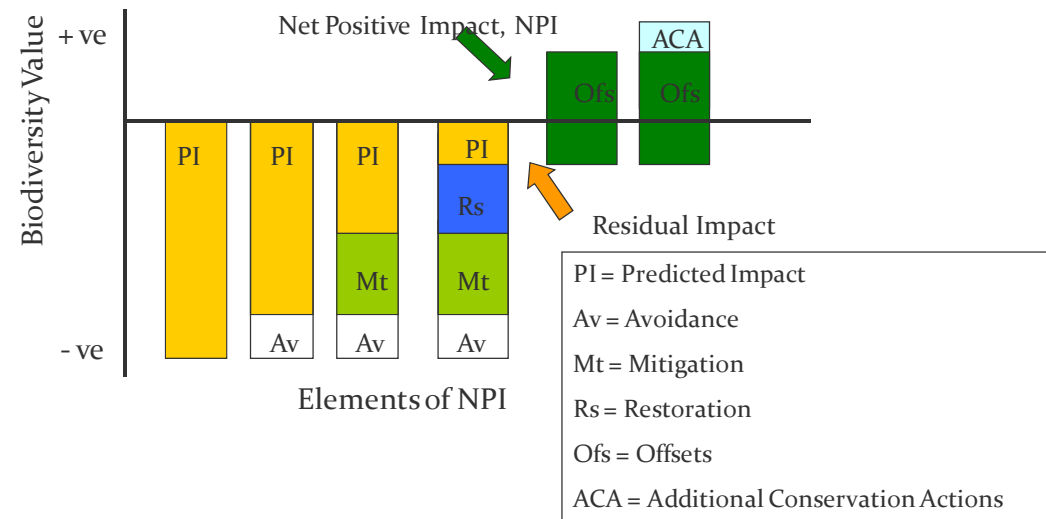 Biodiversity Value
+ ve
- ve
Net Positive Impact, NPI
PI
PI
Av
PI
Mt
Av
PI
Rs
Mt
Av
Ofs
ACA
Ofs
Residual Impact
Elements of NPI
PI = Predicted Impact
Av = Avoidance
Mt = Mitigation
Rs = Restoration
Ofs = Offsets
ACA = Additional Conservation Actions